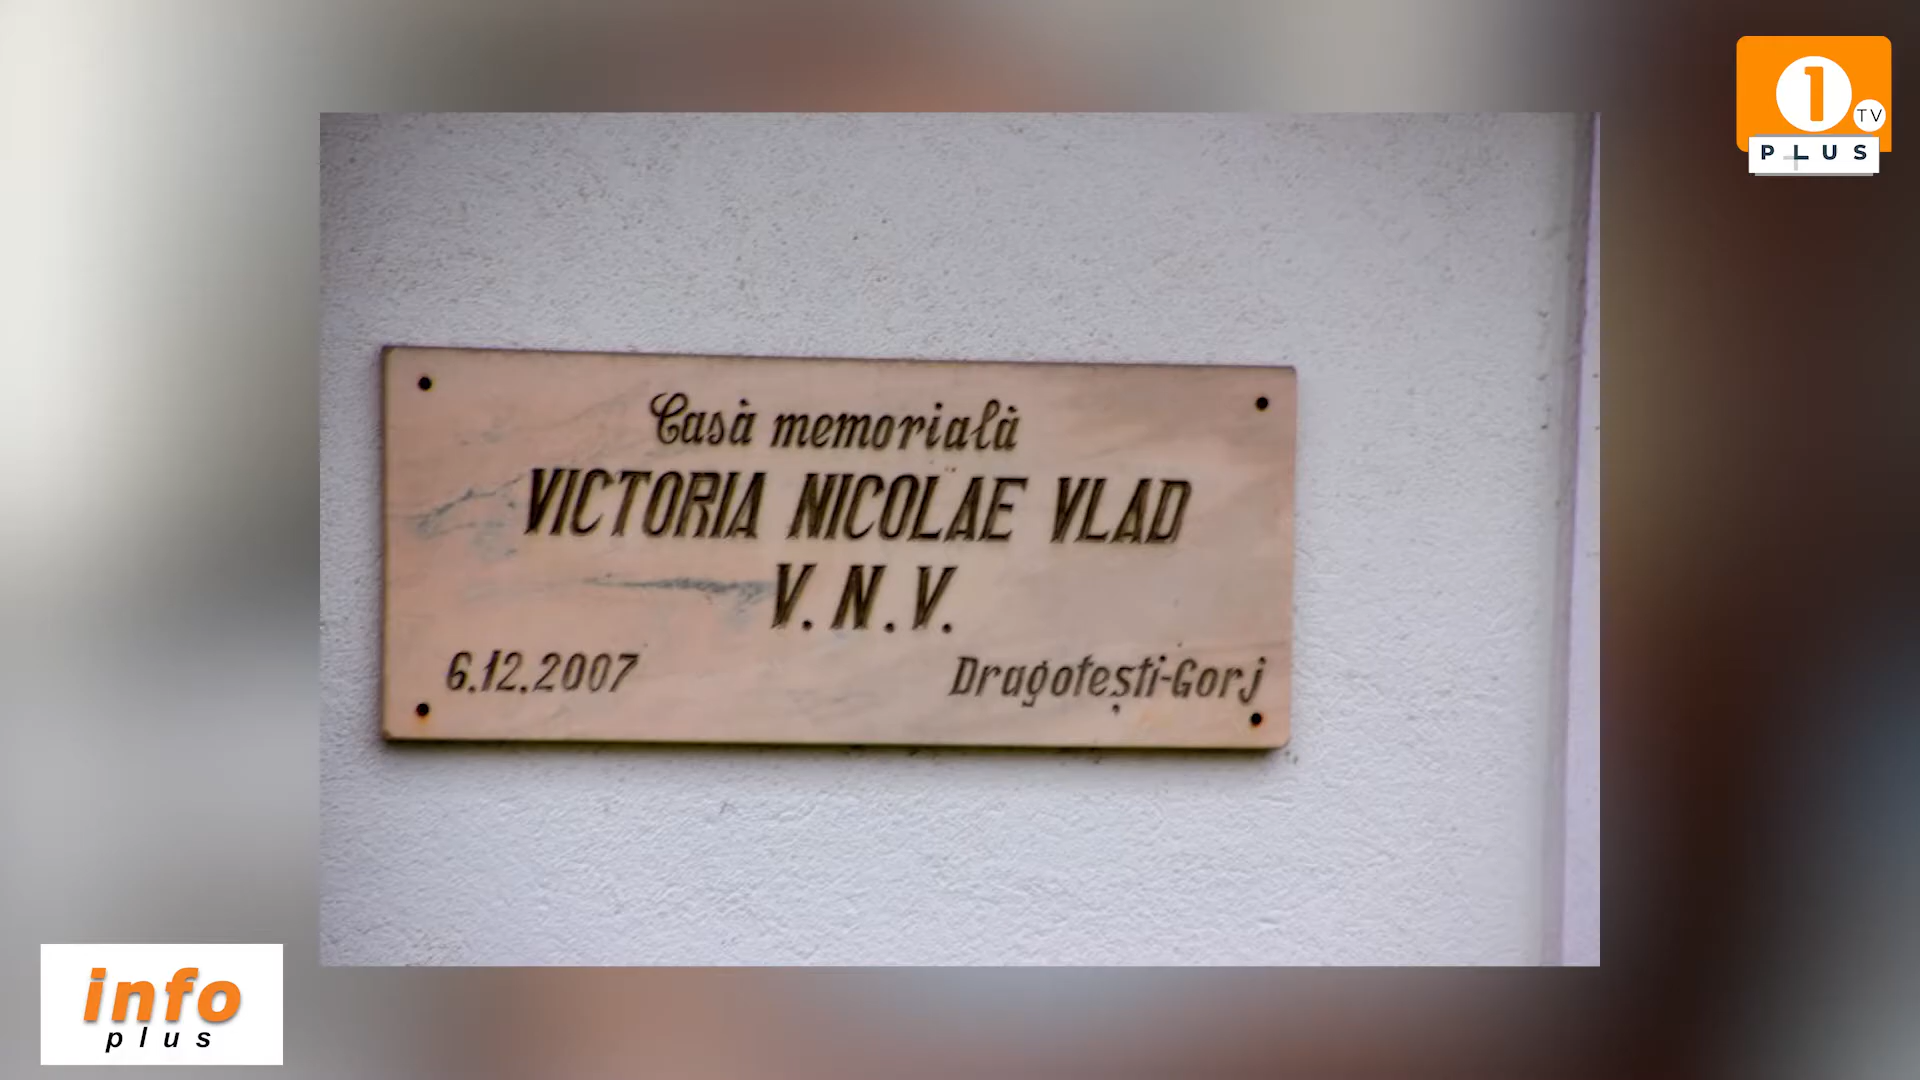 1
TV
PLUS
Casă memorială
VICTORIA NICOLAE VLAD
V.N.V.
6.12.2007
Dragotești-Gorj
info
plus